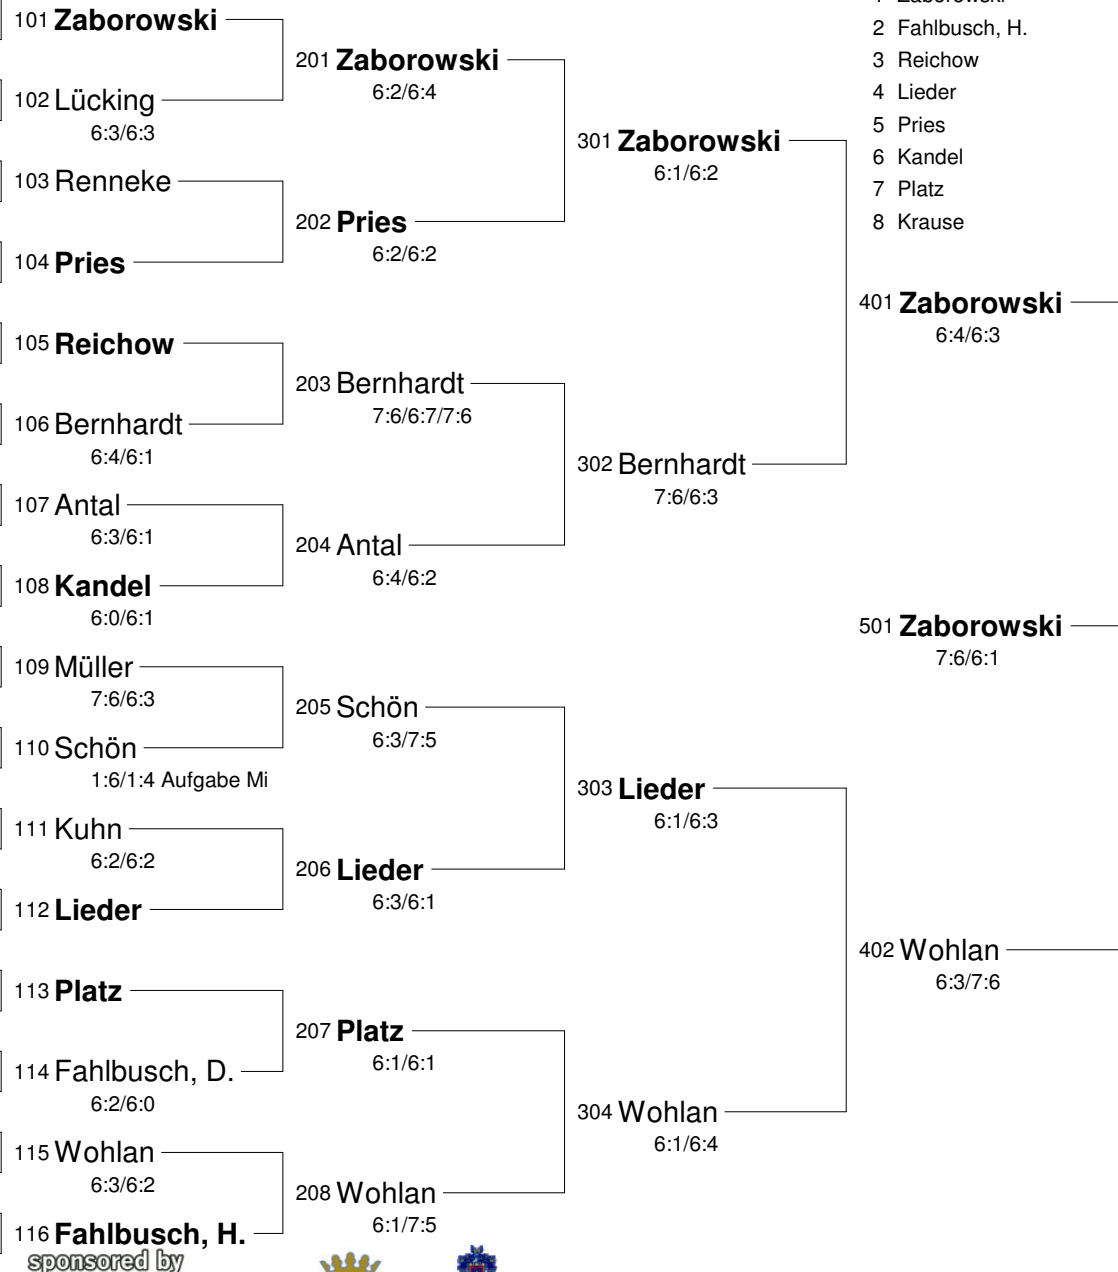 101 Zaborowski
102 Lücking
6:3/6:3
103 Renneke
104 Pries
105 Reichow
106 Bernhardt
6:4/6:1
107 Antal
6:3/6:1
108 Kandel
6:0/6:1
109 Müller
7:6/6:3
110 Schön
1:6/1:4 Aufgabe Mi
111 Kuhn
6:2/6:2
112 Lieder
113 Platz
114 Fahlbusch, D.
6:2/6:0
115 Wohlan
6:3/6:2
116 Fahlbusch, H.
201 Zaborowski
6:2/6:4
202 Pries
6:2/6:2
203 Bernhardt
7:6/6:7/7:6
204 Antal
6:4/6:2
205 Schön
6:3/7:5
206 Lieder
6:3/6:1
207 Platz
6:1/6:1
208 Wohlan
6:1/7:5
301 Zaborowski
6:1/6:2
302 Bernhardt
7:6/6:3
303 Lieder
6:1/6:3
304 Wohlan
6:1/6:4
1 Zaborowski
2 Fahlbusch, H.
3 Reichow
4 Lieder
5 Pries
6 Kandel
7 Platz
8 Krause
401 Zaborowski
6:4/6:3
501 Zaborowski
7:6/6:1
402 Wohlan
6:3/7:6
sponsored by